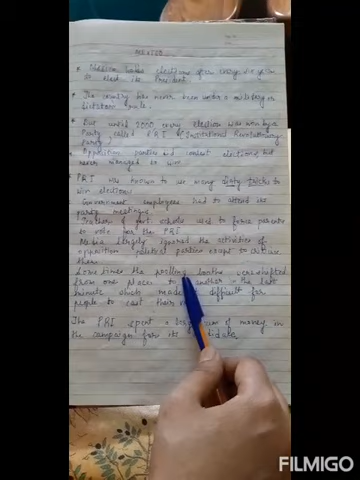 MEXICO
* Mexico holds elections after every six years
to elect its President
* The country has never been under a military or
dictator's rule.
* But until 2000 every election was won by a
Party called PRI (Institutional Revolutionary
party)
Opposition parties did contest elections, but
never managed to win
* PRI was known to use many dirty tricks to
win elections
Government employees had to attend the
party meetings
Teacher of govt schools used to force parents
to vote for the PRI
Media largely ignored the activities of
opposition political parties except to criticise
them
Sometimes the polling booths were shifted
from one place to another in the last
minute which made difficult for
people to cast their
The PRI spent a large sum of money in
the campaign for its
FILMIGO